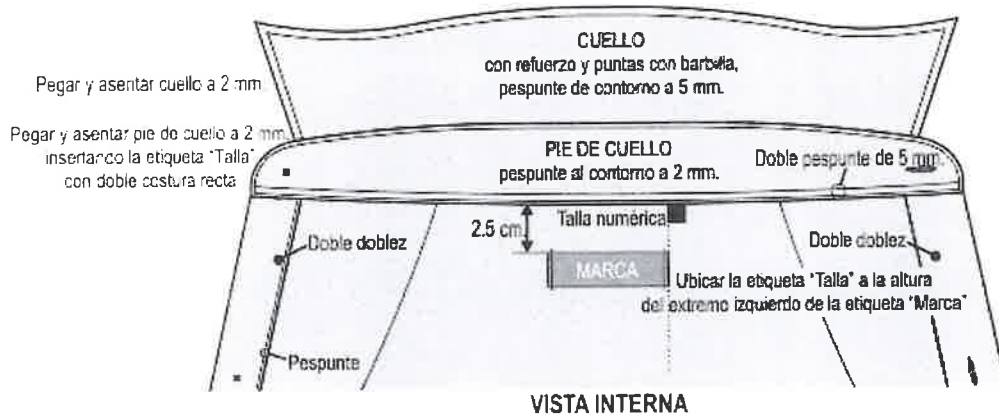 CUELLO
con refuerzo y puntas con barbilla,
pespunte de contorno a 5 mm.
Pegar y asentar cuello a 2 mm.
Pegar y asentar pie de cuello a 2 mm.
insertando la etiqueta "Talla"
con doble costura recta
PIE DE CUELLO
pespunte al contorno a 2 mm.
Doble pespunte de 5 mm.
2.5 cm.
Talla numérica
Doble doblez
Doble doblez
MARCA
Ubicar la etiqueta "Talla" a la altura
del extremo izquierdo de la etiqueta "Marca"
Pespunte
VISTA INTERNA